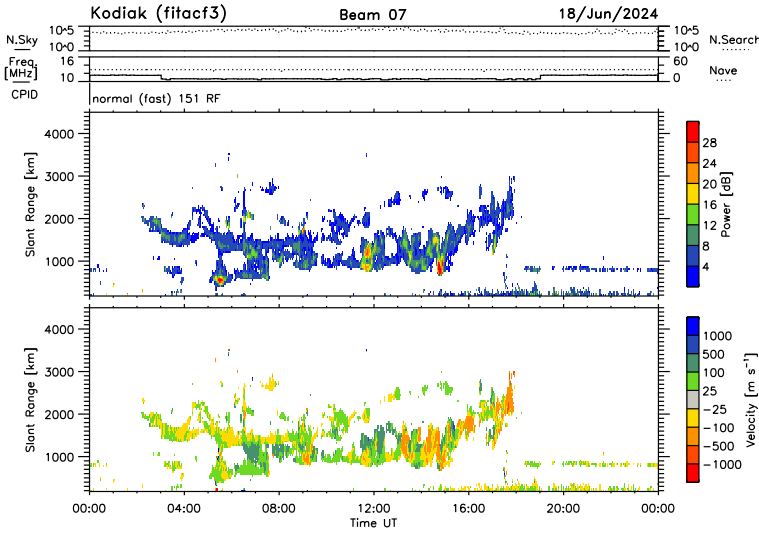 Kodiak (fitacf3) Beam 07 18/Jun/2024
N.Sky 10^5 10^0 10^5 10^0 N.Search
Freq. [MHz] 16 10 60 0 Nave
CPID normal (fast) 151 RF
Slant Range [km] 4000 3000 2000 1000
28 24 20 16 12 8 4 Power [dB]
Slant Range [km] 4000 3000 2000 1000
1000 500 100 25 −25 −100 −500 −1000 Velocity [m s⁻¹]
00:00 04:00 08:00 12:00 16:00 20:00 00:00
Time UT